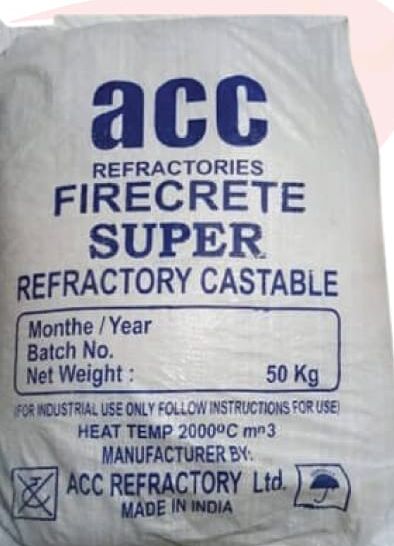 acc
REFRACTORIES
FIRECRETE
SUPER
REFRACTORY CASTABLE
Monthe / Year
Batch No.
Net Weight : 50 Kg
(FOR INDUSTRIAL USE ONLY FOLLOW INSTRUCTIONS FOR USE)
HEAT TEMP 2000ºC mn3
MANUFACTURER BY:.
ACC REFRACTORY Ltd.
MADE IN INDIA